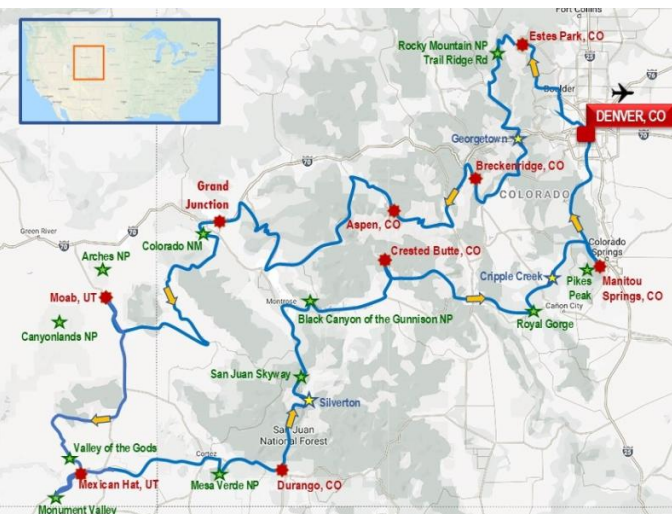 Fort Collins
Estes Park, CO
Rocky Mountain NP
Trail Ridge Rd
Boulder
DENVER, CO
Georgetown
Breckenridge, CO
COLORADO
Grand
Junction
Aspen, CO
Colorado NM
Green River
Arches NP
Crested Butte, CO
Colorado
Springs
Cripple Creek
Pikes
Peak
Manitou
Springs, CO
Moab, UT
Montrose
Canyonlands NP
Black Canyon of the Gunnison NP
Cañon City
Royal Gorge
San Juan Skyway
Silverton
San Juan
National Forest
Valley of the Gods
Cortez
Mexican Hat, UT
Mesa Verde NP
Durango, CO
Monument Valley